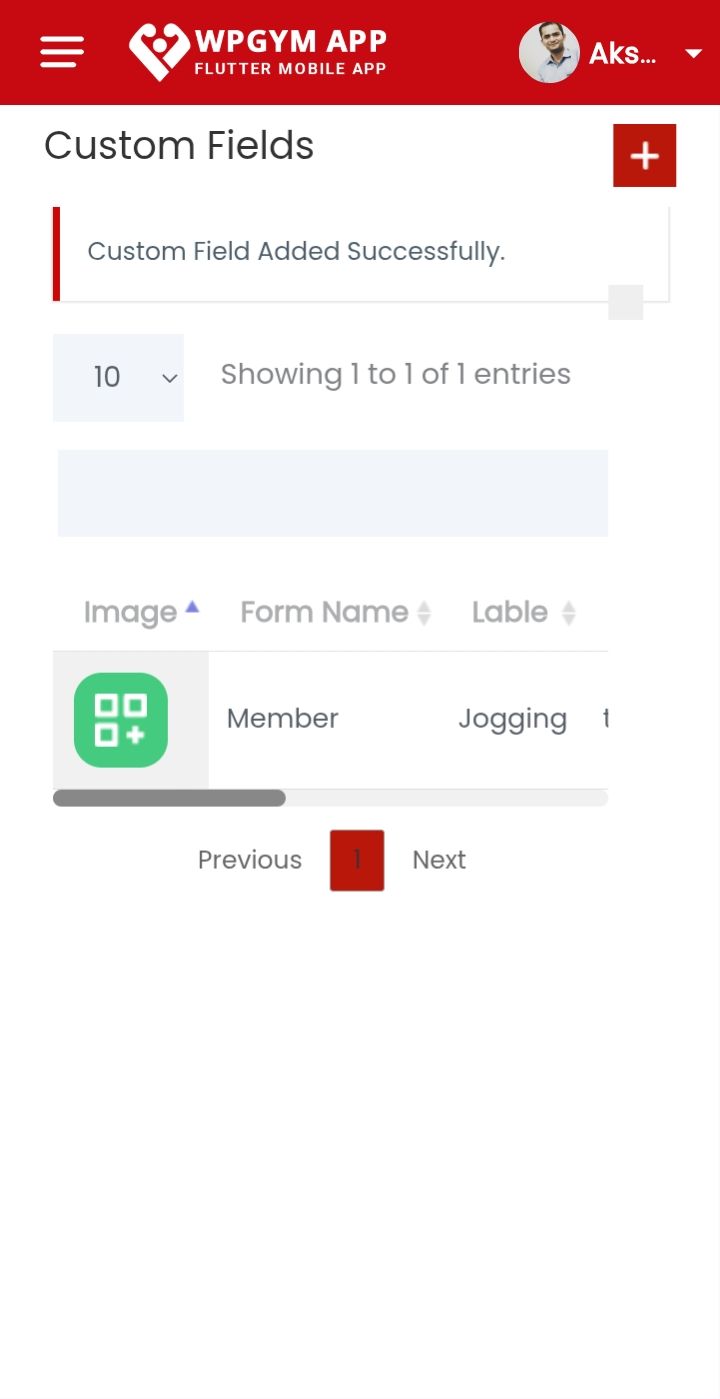 WPGYM APP
FLUTTER MOBILE APP
Aks...
Custom Fields
Custom Field Added Successfully.
10
Showing 1 to 1 of 1 entries
Image Form Name Lable
Member Jogging t
Previous 1 Next